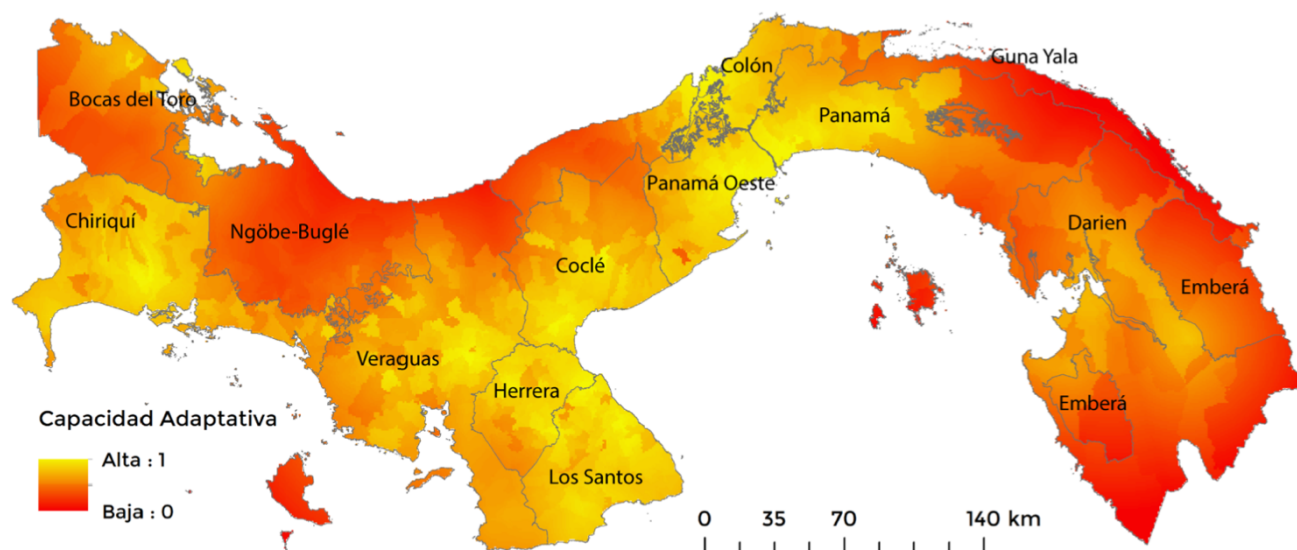 Guna Yala
Colón
Bocas del Toro
Panamá
Panamá Oeste
Chiriquí
Ngöbe-Buglé
Darien
Coclé
Emberá
Veraguas
Herrera
Emberá
Los Santos
Capacidad Adaptativa
Alta : 1
Baja : 0
0 35 70 140 km